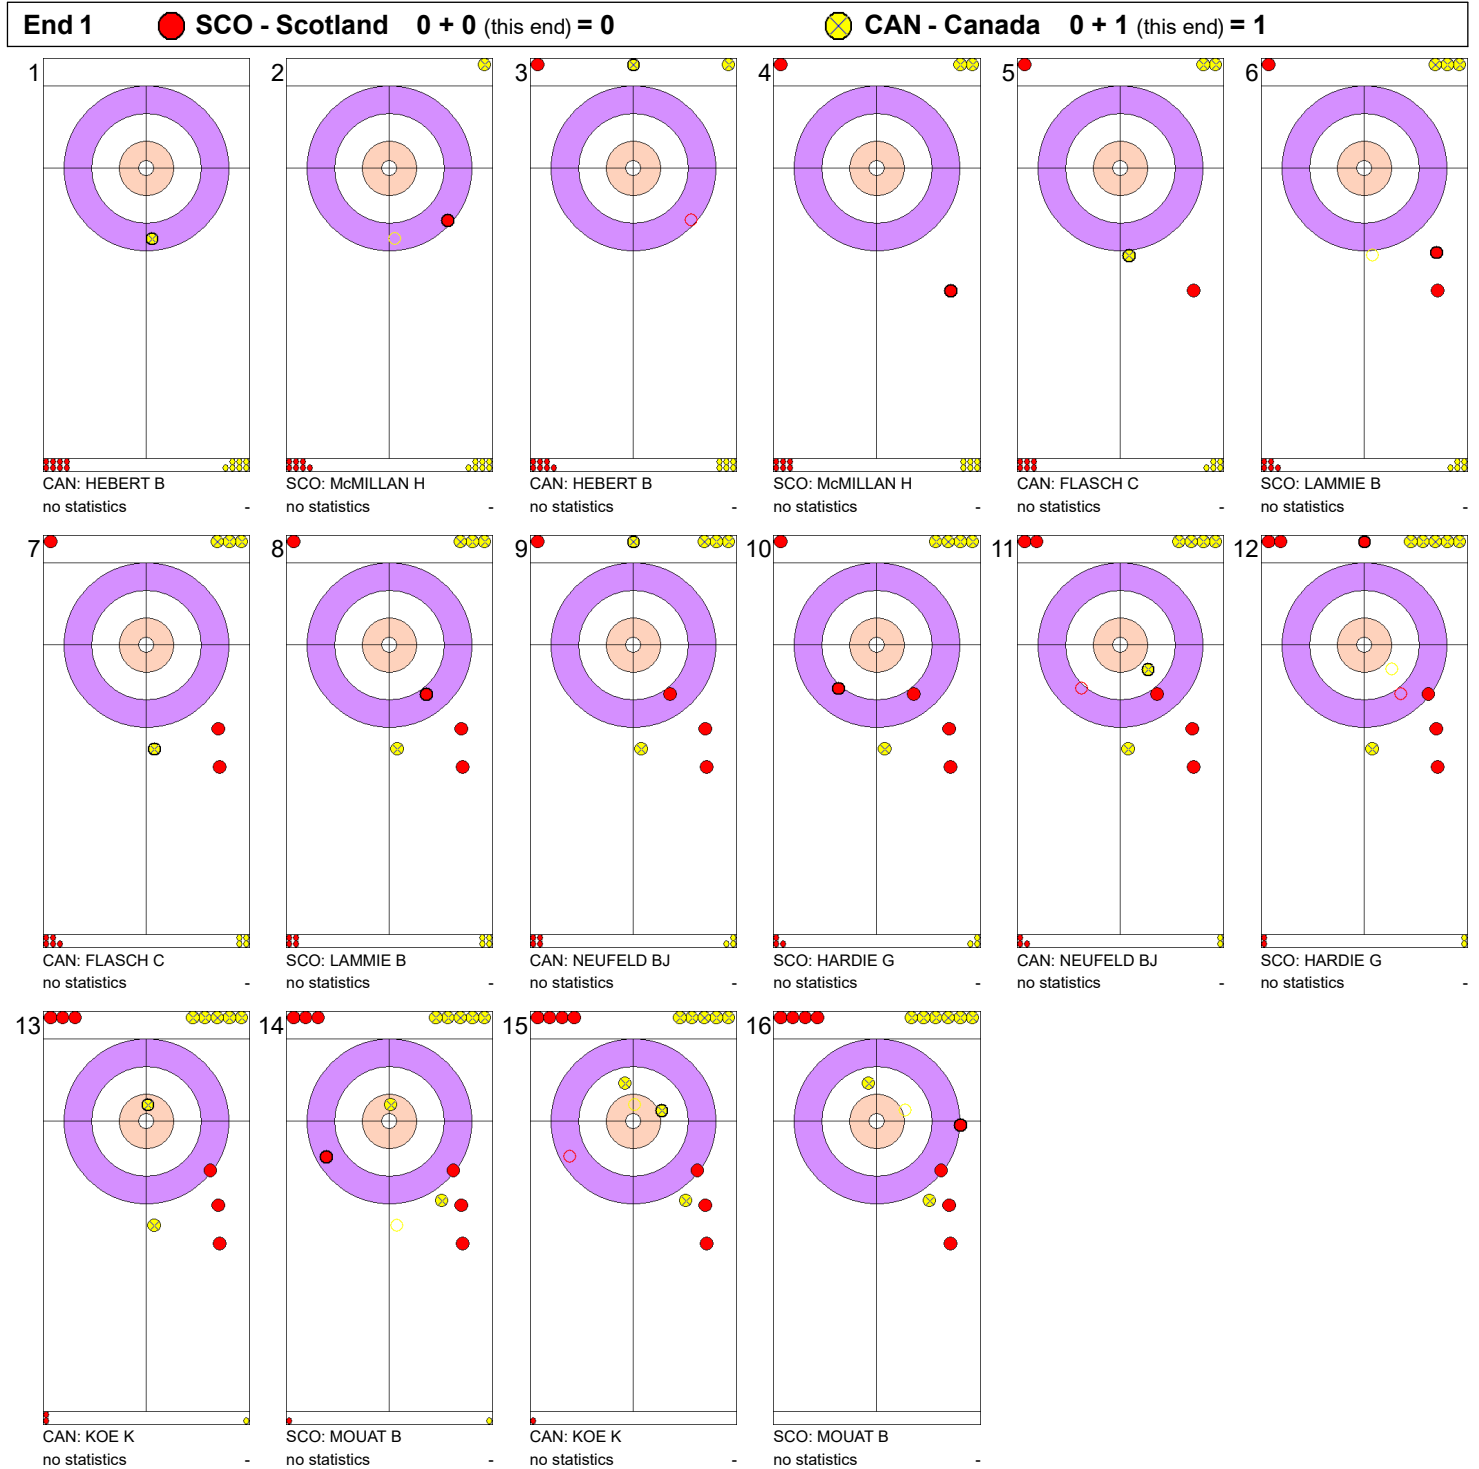 End 1 SCO - Scotland 0 + 0 (this end) = 0 CAN - Canada 0 + 1 (this end) = 1
1 2 3 4 5 6
CAN: HEBERT B SCO: McMILLAN H CAN: HEBERT B SCO: McMILLAN H CAN: FLASCH C SCO: LAMMIE B
no statistics - no statistics - no statistics - no statistics - no statistics - no statistics -
7 8 9 10 11 12
CAN: FLASCH C SCO: LAMMIE B CAN: NEUFELD BJ SCO: HARDIE G CAN: NEUFELD BJ SCO: HARDIE G
no statistics - no statistics - no statistics - no statistics - no statistics - no statistics -
13 14 15 16
CAN: KOE K SCO: MOUAT B CAN: KOE K SCO: MOUAT B
no statistics - no statistics - no statistics - no statistics -